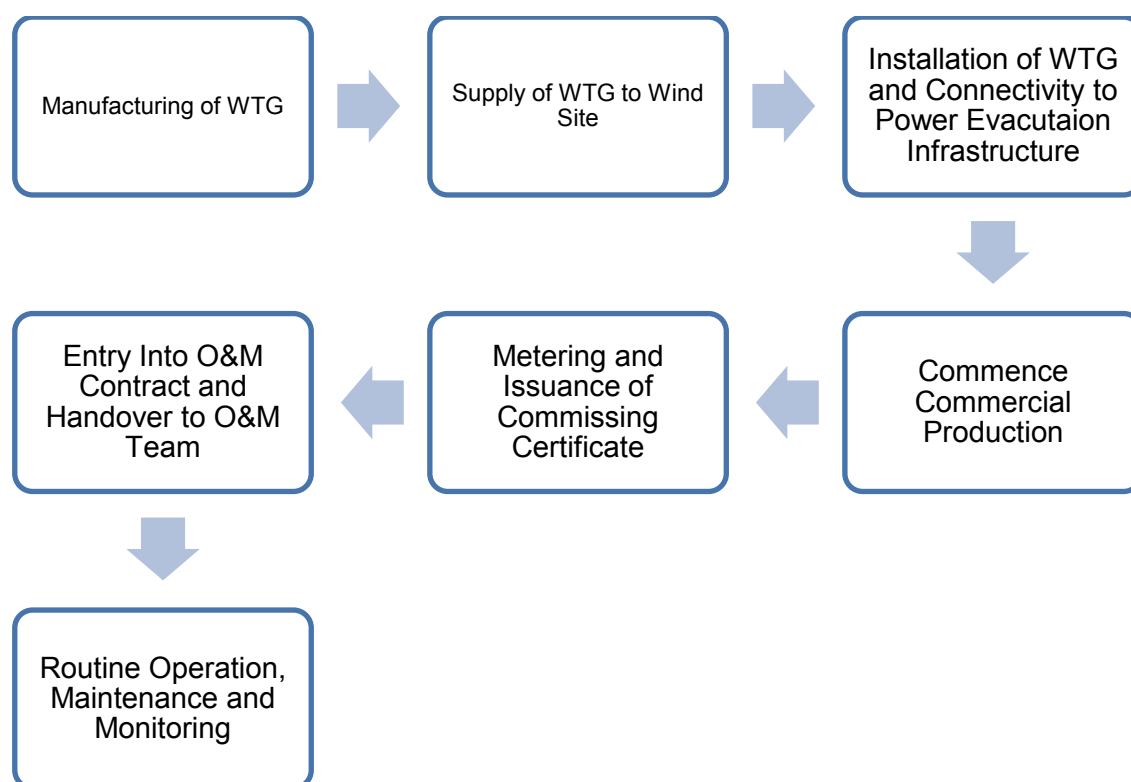 Manufacturing of WTG
Supply of WTG to Wind
Site
Installation of WTG
and Connectivity to
Power Evacutaion
Infrastructure
Commence
Commercial
Production
Metering and
Issuance of
Commissing
Certificate
Entry Into O&M
Contract and
Handover to O&M
Team
Routine Operation,
Maintenance and
Monitoring